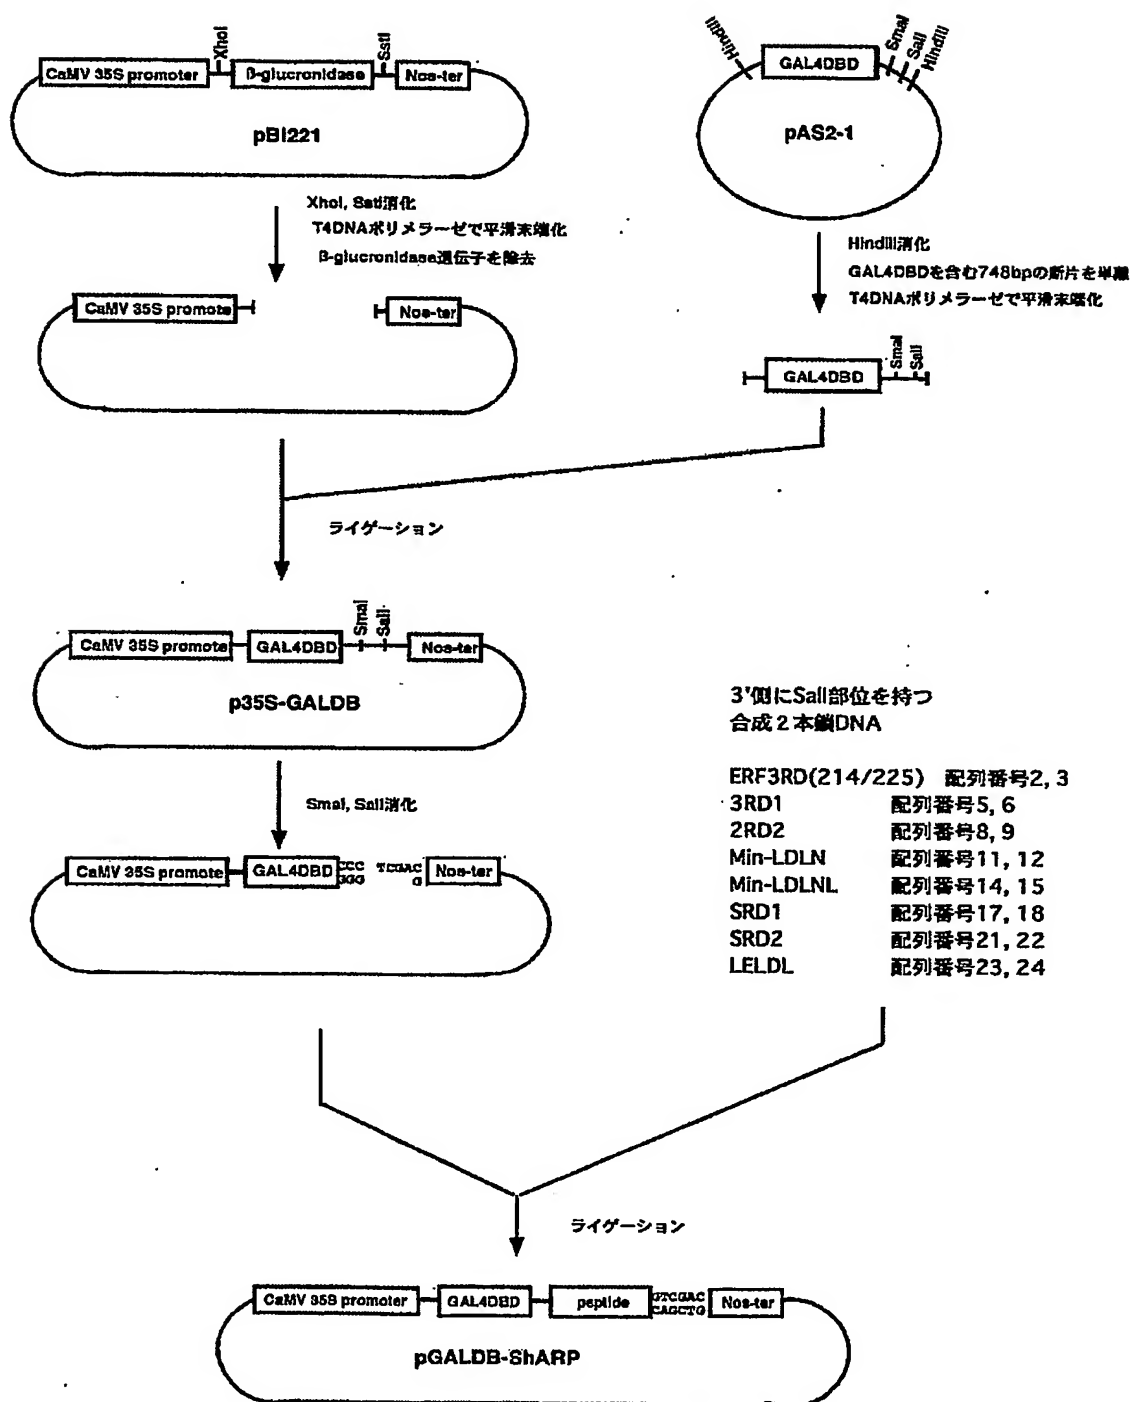 XhoI
SstI
CaMV 35S promoter
β-glucronidase
Nos-ter
pBI221
HindIII
GAL4DBD
SmaI
SalI
HindIII
pAS2-1
XhoI, SstI消化
T4DNAポリメラーゼで平滑末端化
β-glucronidase遺伝子を除去
HindIII消化
GAL4DBDを含む748bpの断片を単離
T4DNAポリメラーゼで平滑末端化
CaMV 35S promote
Nos-ter
GAL4DBD
SmaI
SalI
ライゲーション
CaMV 35S promote
GAL4DBD
SmaI
SalI
Nos-ter
p35S-GALDB
3'側にSalI部位を持つ
合成2本鎖DNA
SmaI, SalI消化
ERF3RD(214/225) 配列番号2, 3
3RD1 配列番号5, 6
2RD2 配列番号8, 9
Min-LDLN 配列番号11, 12
Min-LDLNL 配列番号14, 15
SRD1 配列番号17, 18
SRD2 配列番号21, 22
LELDL 配列番号23, 24
CaMV 35S promote
GAL4DBD
CCC
GGG
TCGAC
G
Nos-ter
ライゲーション
CaMV 35S promoter
GAL4DBD
peptide
GTCGAC
CAGCTG
Nos-ter
pGALDB-ShARP